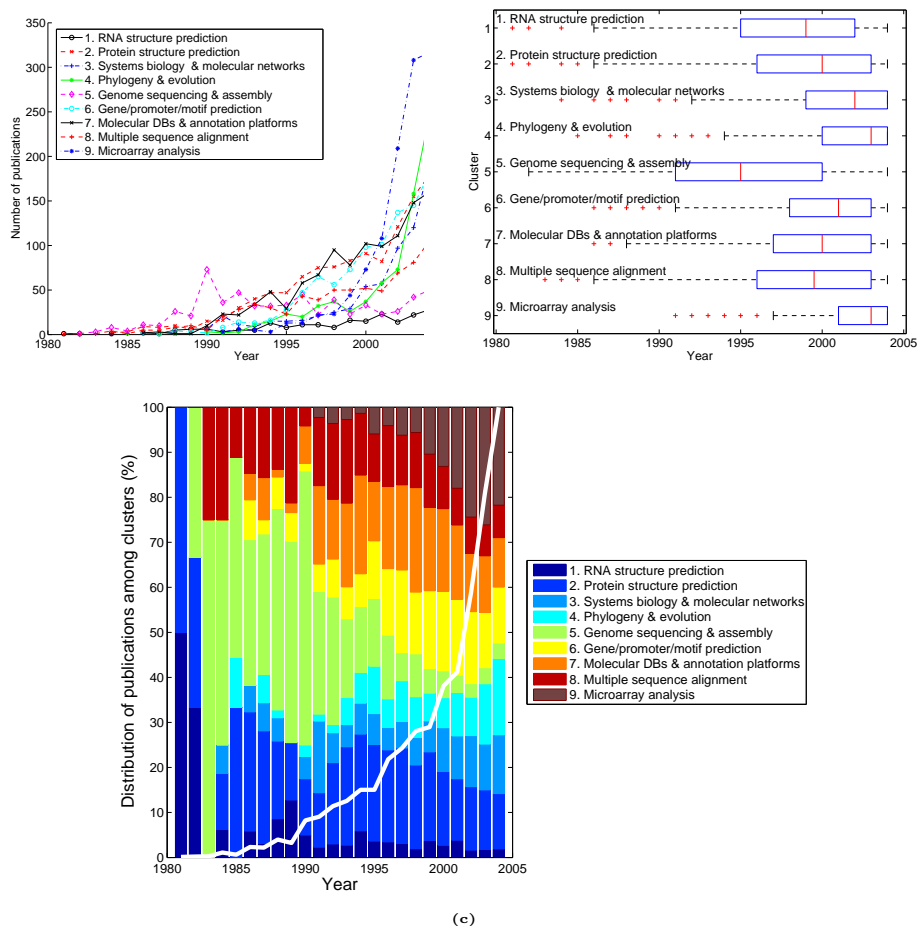 350
300
250
200
150
100
50
0
Number of publications
1. RNA structure prediction
2. Protein structure prediction
3. Systems biology & molecular networks
4. Phylogeny & evolution
5. Genome sequencing & assembly
6. Gene/promoter/motif prediction
7. Molecular DBs & annotation platforms
8. Multiple sequence alignment
9. Microarray analysis
1980 1985 1990 1995 2000
Year
Cluster
1 1. RNA structure prediction
2 2. Protein structure prediction
3 3. Systems biology & molecular networks
4 4. Phylogeny & evolution
5 5. Genome sequencing & assembly
6 6. Gene/promoter/motif prediction
7 7. Molecular DBs & annotation platforms
8 8. Multiple sequence alignment
9 9. Microarray analysis
1980 1985 1990 1995 2000 2005
Year
100
90
80
70
60
50
40
30
20
10
0
Distribution of publications among clusters (%)
1980 1985 1990 1995 2000 2005
Year
1. RNA structure prediction
2. Protein structure prediction
3. Systems biology & molecular networks
4. Phylogeny & evolution
5. Genome sequencing & assembly
6. Gene/promoter/motif prediction
7. Molecular DBs & annotation platforms
8. Multiple sequence alignment
9. Microarray analysis
(c)